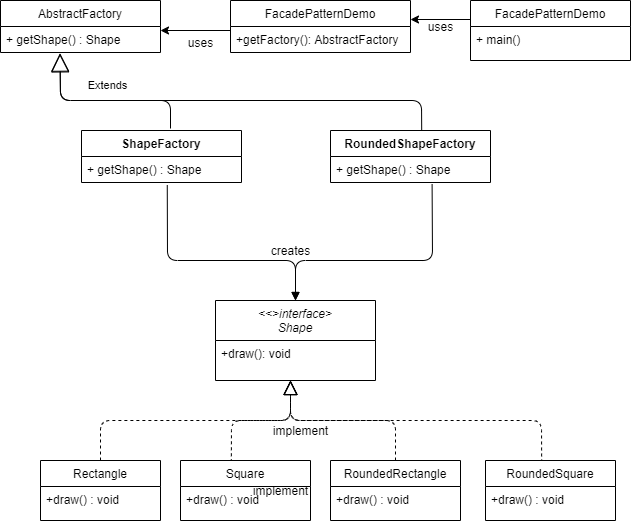 AbstractFactory
+ getShape() : Shape
uses
FacadePatternDemo
+getFactory(): AbstractFactory
uses
FacadePatternDemo
+ main()
Extends
ShapeFactory
+ getShape() : Shape
RoundedShapeFactory
+ getShape() : Shape
creates
<<>interface>
Shape
+draw(): void
implement
Rectangle
+draw() : void
Square
+draw() : void
implement
RoundedRectangle
+draw() : void
RoundedSquare
+draw() : void